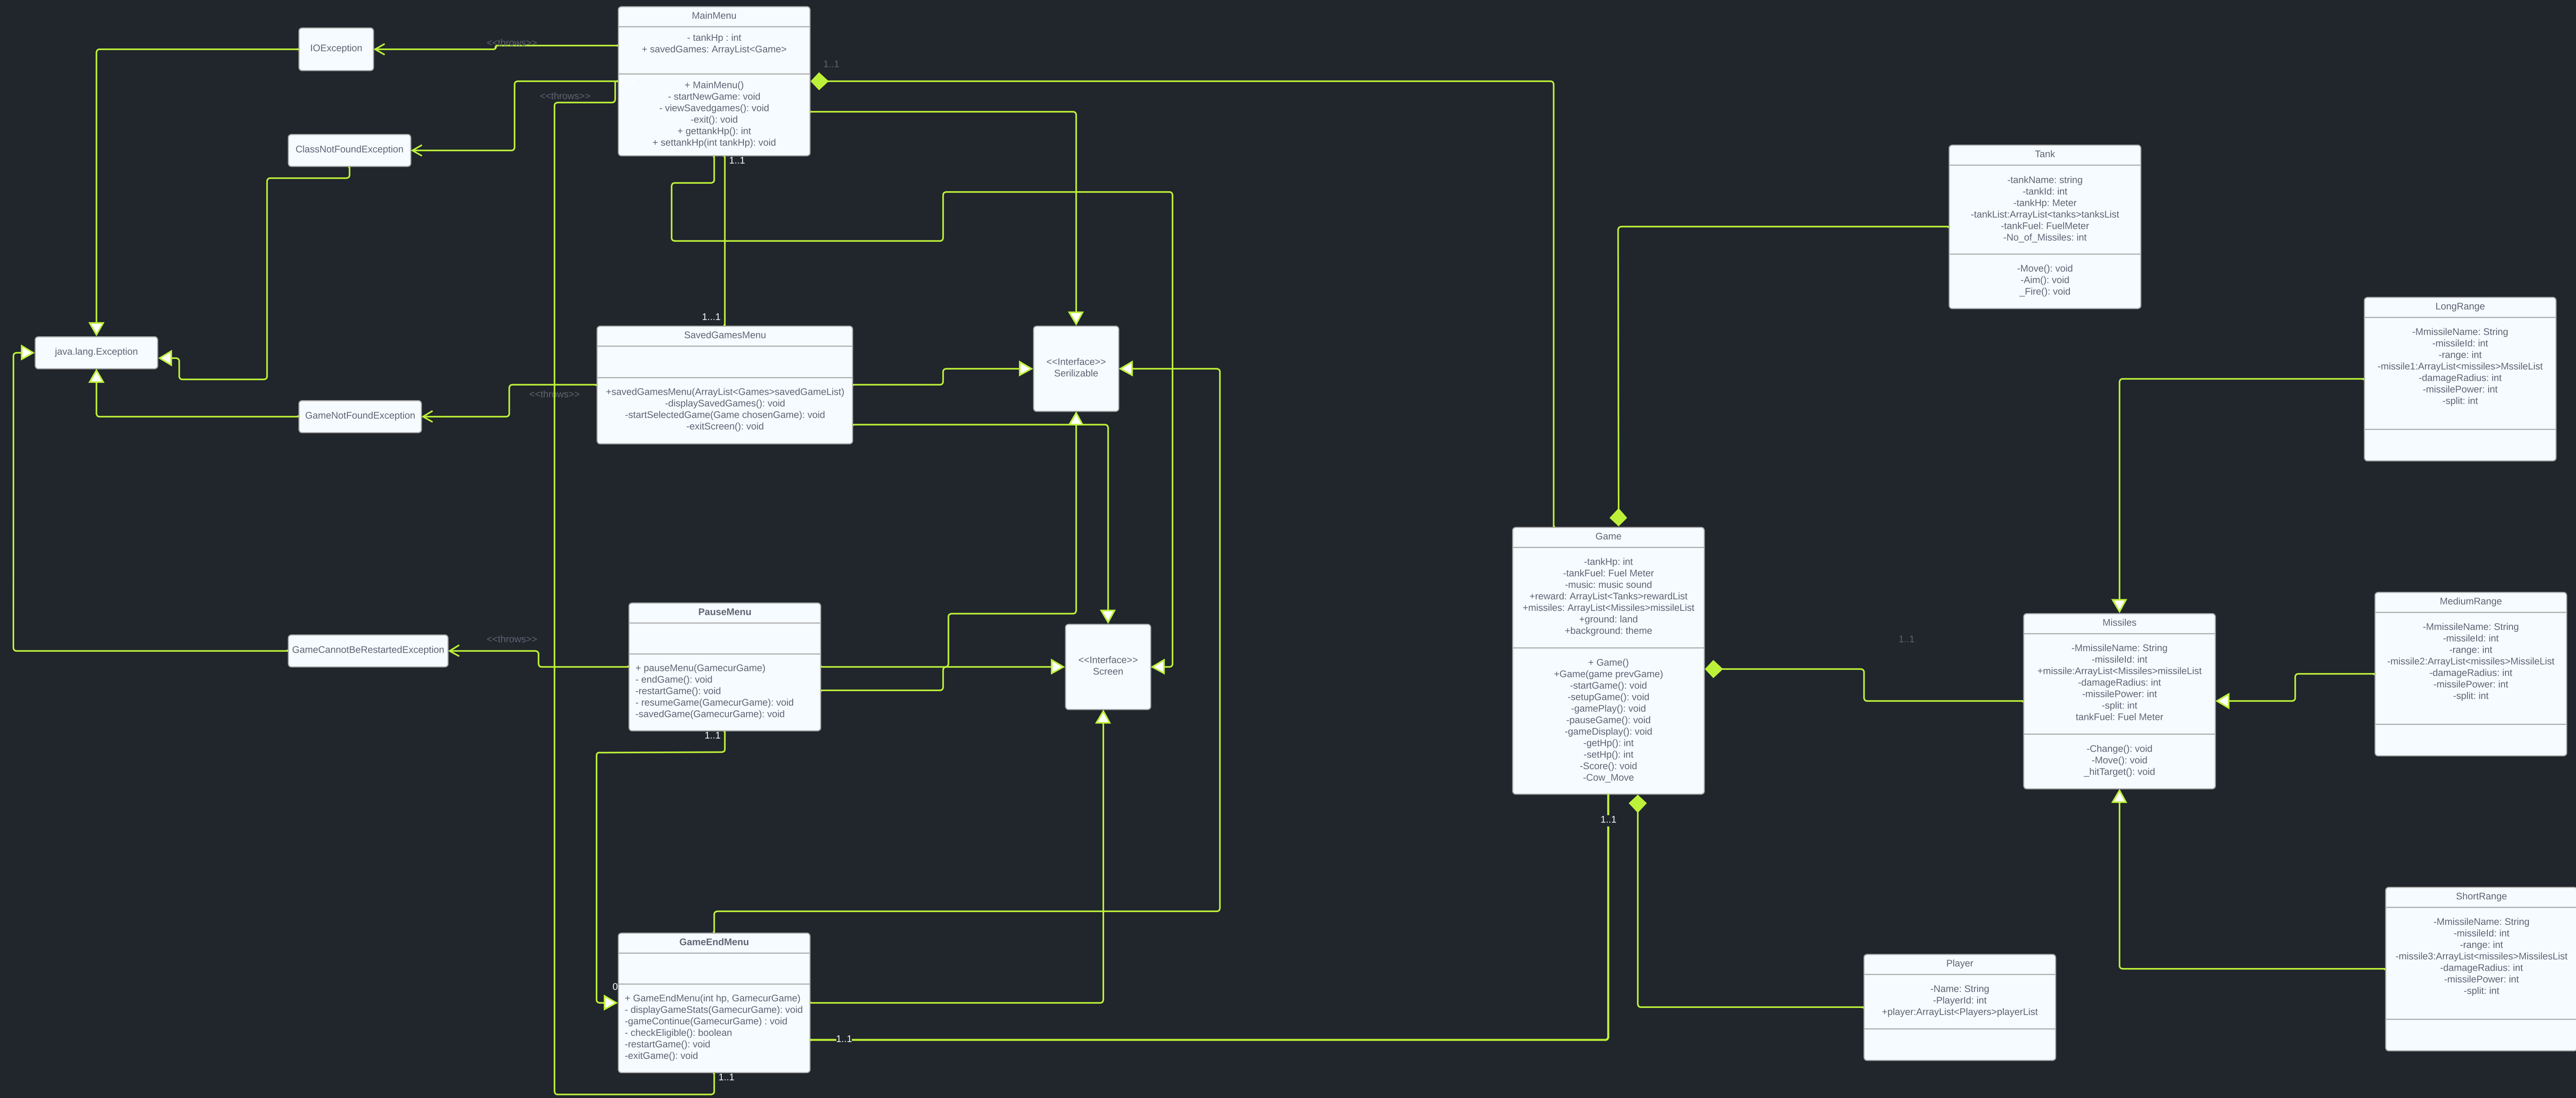 MainMenu
- tankHp : int
+ savedGames: ArrayList<Game>
+ MainMenu()
- startNewGame: void
- viewSavedgames(): void
-exit(): void
+ gettankHp(): int
+ settankHp(int tankHp): void
IOException
<<throws>>
1..1
<<throws>>
ClassNotFoundException
1..1
Tank
-tankName: string
-tankId: int
-tankHp: Meter
-tankList:ArrayList<tanks>tanksList
-tankFuel: FuelMeter
-No_of_Missiles: int
-Move(): void
-Aim(): void
_Fire(): void
1...1
java.lang.Exception
SavedGamesMenu
+savedGamesMenu(ArrayList<Games>savedGameList)
-displaySavedGames(): void
-startSelectedGame(Game chosenGame): void
-exitScreen(): void
<<Interface>>
Serilizable
LongRange
-MmissileName: String
-missileId: int
-range: int
-missile1:ArrayList<missiles>MssileList
-damageRadius: int
-missilePower: int
-split: int
GameNotFoundException
<<throws>>
Game
-tankHp: int
-tankFuel: Fuel Meter
-music: music sound
+reward: ArrayList<Tanks>rewardList
+missiles: ArrayList<Missiles>missileList
+ground: land
+background: theme
+ Game()
+Game(game prevGame)
-startGame(): void
-setupGame(): void
-gamePlay(): void
-pauseGame(): void
-gameDisplay(): void
-getHp(): int
-setHp(): int
-Score(): void
-Cow_Move
PauseMenu
+ pauseMenu(GamecurGame)
- endGame(): void
-restartGame(): void
- resumeGame(GamecurGame): void
-savedGame(GamecurGame): void
GameCannotBeRestartedException
<<throws>>
<<Interface>>
Screen
1..1
Missiles
-MmissileName: String
-missileId: int
+missile:ArrayList<Missiles>missileList
-damageRadius: int
-missilePower: int
-split: int
tankFuel: Fuel Meter
-Change(): void
-Move(): void
_hitTarget(): void
MediumRange
-MmissileName: String
-missileId: int
-range: int
-missile2:ArrayList<missiles>MissileList
-damageRadius: int
-missilePower: int
-split: int
1..1
1..1
GameEndMenu
0
+ GameEndMenu(int hp, GamecurGame)
- displayGameStats(GamecurGame): void
-gameContinue(GamecurGame) : void
- checkEligible(): boolean
-restartGame(): void
-exitGame(): void
1..1
1..1
Player
-Name: String
-PlayerId: int
+player:ArrayList<Players>playerList
ShortRange
-MmissileName: String
-missileId: int
-range: int
-missile3:ArrayList<missiles>MissilesList
-damageRadius: int
-missilePower: int
-split: int